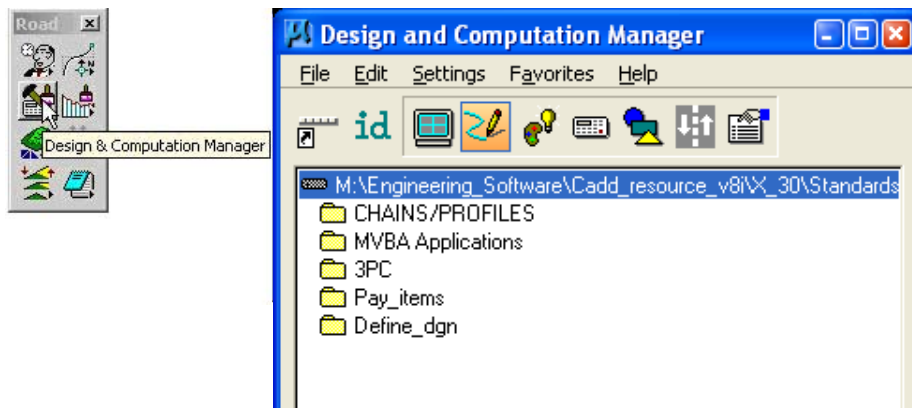 Road
Design & Computation Manager
Design and Computation Manager
File Edit Settings Favorites Help
id
M:\Engineering_Software\Cadd_resource_v8i\X_30\Standards
CHAINS/PROFILES
MVBA Applications
3PC
Pay_items
Define_dgn